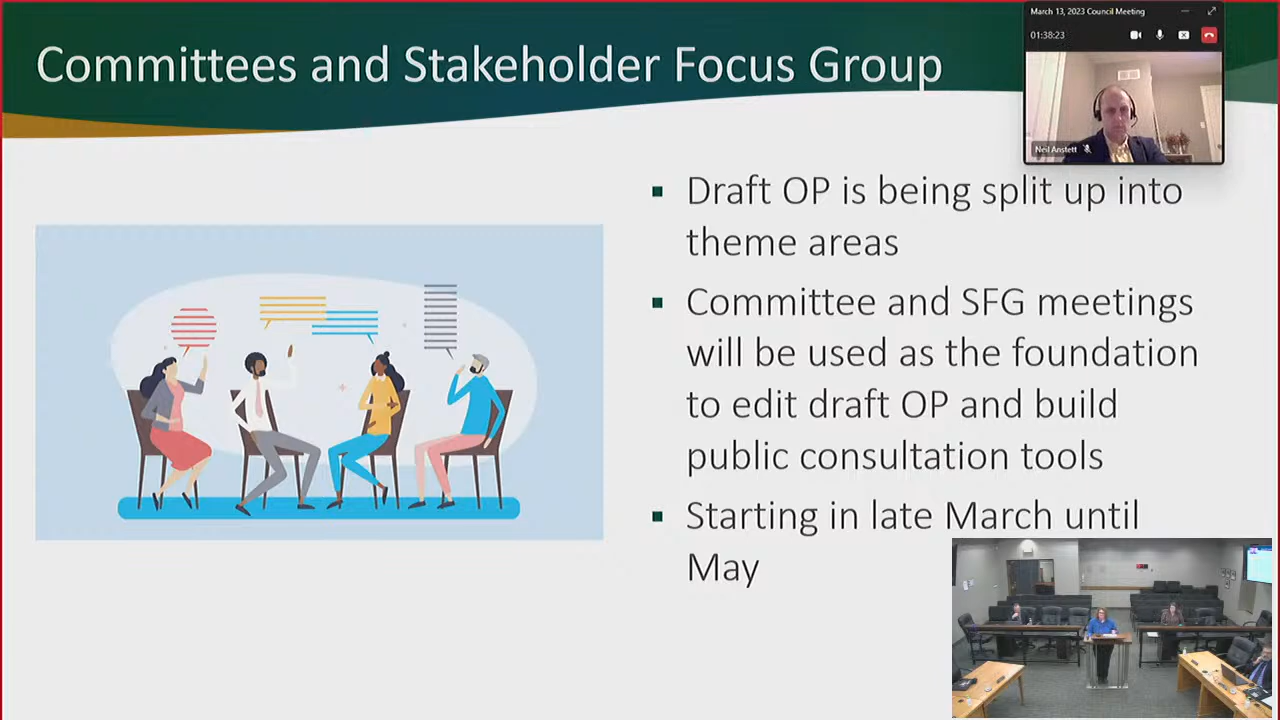 Committees and Stakeholder Focus Group
March 13, 2023 Council Meeting
01:38:23
Neil Anstett
▪ Draft OP is being split up into
theme areas
▪ Committee and SFG meetings
will be used as the foundation
to edit draft OP and build
public consultation tools
▪ Starting in late March until
May